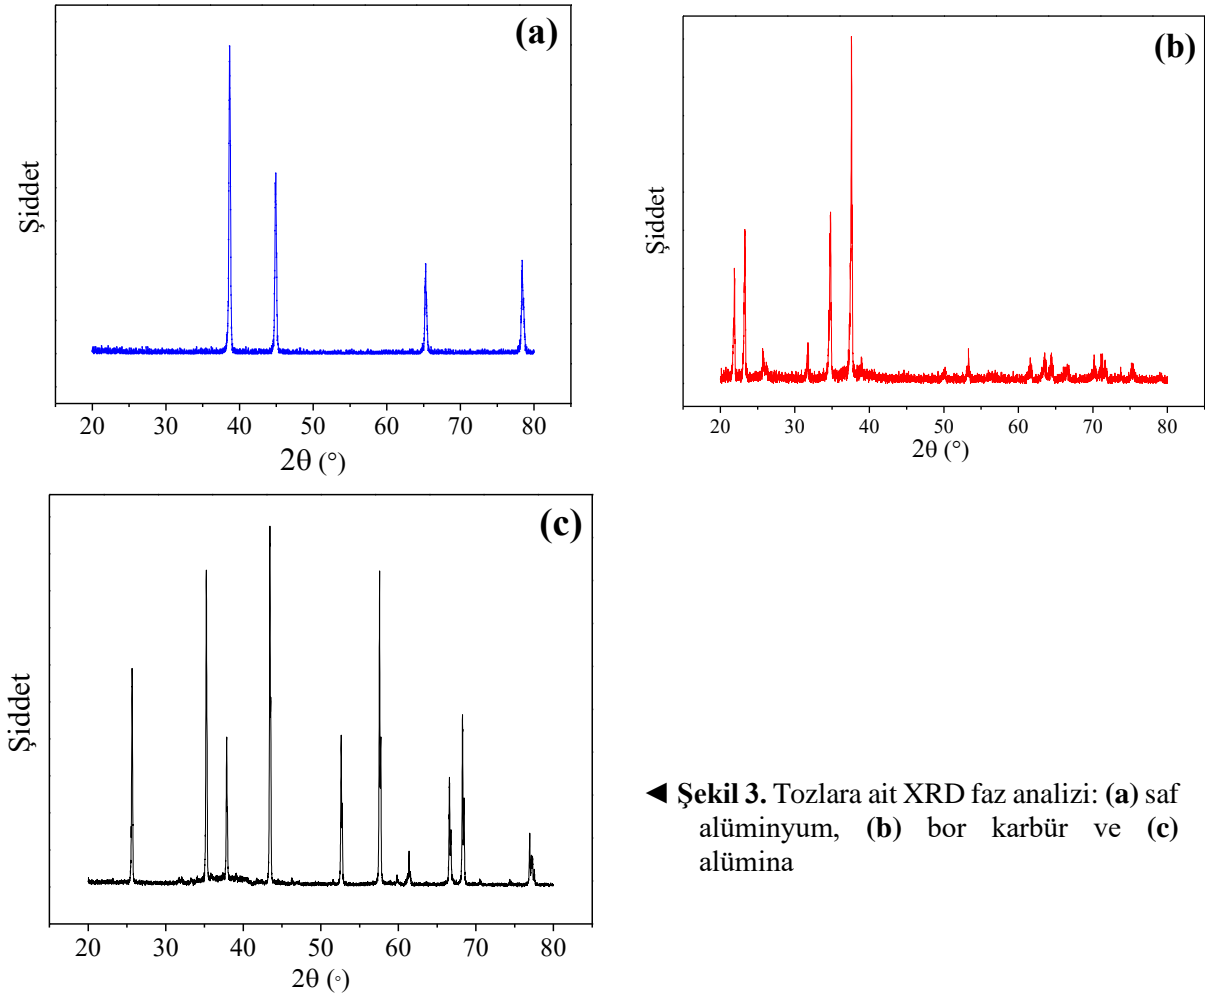 (a)
Şiddet
20 30 40 50 60 70 80
2θ (°)
(b)
Şiddet
20 30 40 50 60 70 80
2θ (°)
(c)
Şiddet
20 30 40 50 60 70 80
2θ (◦)
◄ Şekil 3. Tozlara ait XRD faz analizi: (a) saf
alüminyum, (b) bor karbür ve (c)
alümina